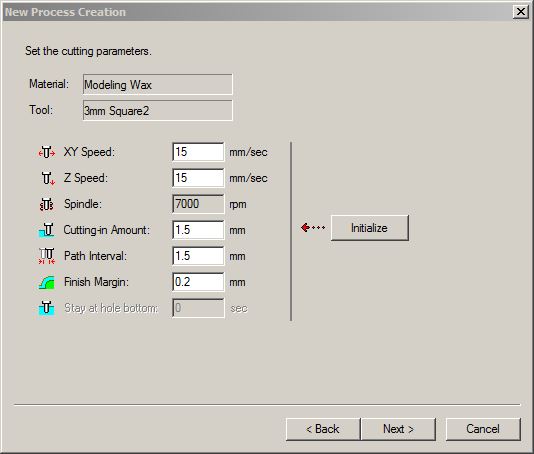 New Process Creation
Set the cutting parameters.
Material: Modeling Wax
Tool: 3mm Square2
XY Speed: 15 mm/sec
Z Speed: 15 mm/sec
Spindle: 7000 rpm
Cutting-in Amount: 1.5 mm
Initialize
Path Interval: 1.5 mm
Finish Margin: 0.2 mm
Stay at hole bottom: 0 sec
< Back Next > Cancel